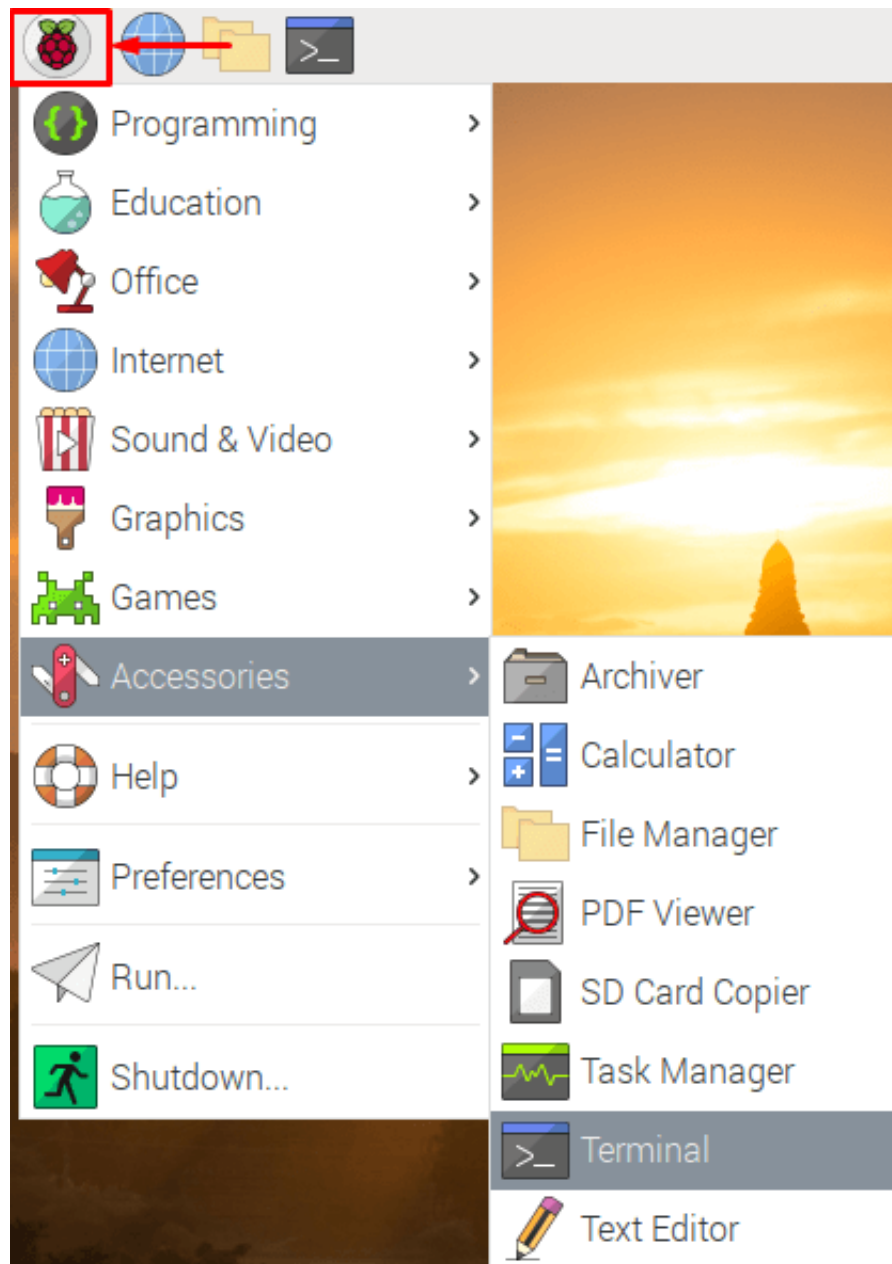 Programming
Education
Office
Internet
Sound & Video
Graphics
Games
Accessories
Help
Preferences
Run...
Shutdown...
Archiver
Calculator
File Manager
PDF Viewer
SD Card Copier
Task Manager
Terminal
Text Editor